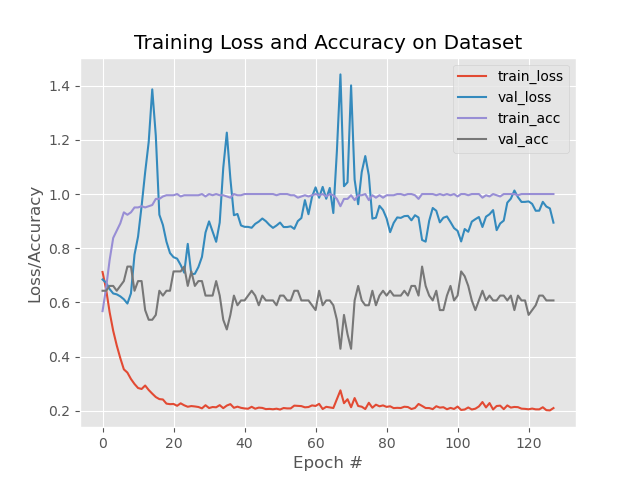 Training Loss and Accuracy on Dataset
train_loss
val_loss
train_acc
val_acc
Loss/Accuracy
1.4
1.2
1.0
0.8
0.6
0.4
0.2
0 20 40 60 80 100 120
Epoch #